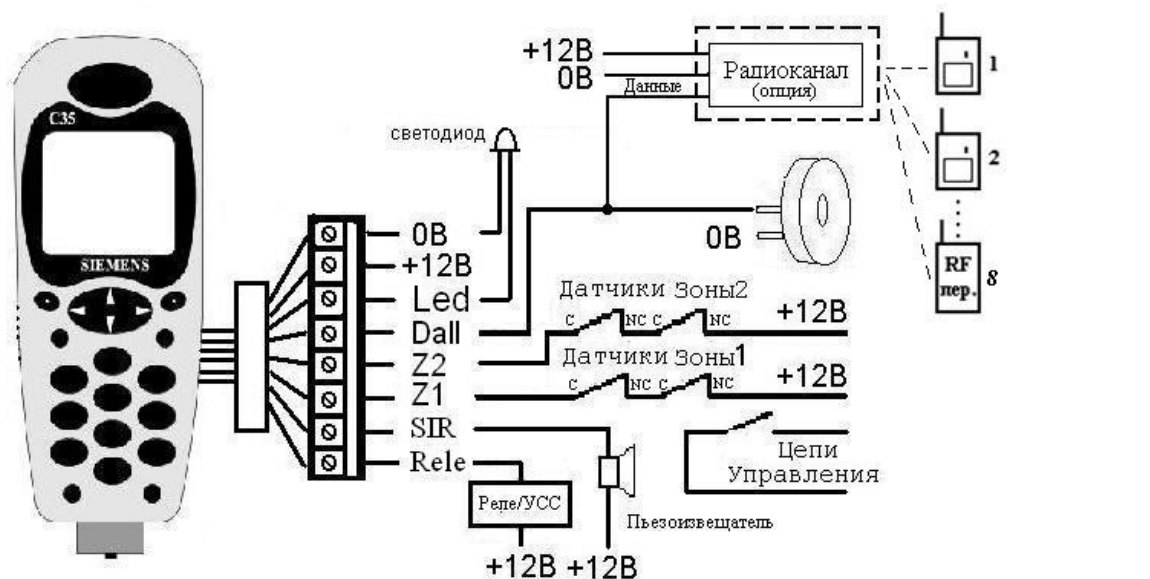 C35
SIEMENS
светодиод
+12В
0В
Данные
Радиоканал
(опция)
1
2
RF
пер.
8
0В
0В
+12В
Led
Dall
Z2
Z1
SIR
Rele
Датчики Зоны2
C
NC
C
NC
+12В
Датчики Зоны1
C
NC
C
NC
+12В
Цепи
Управления
Реле/УСС
Пьезоизвещатель
+12В
+12В